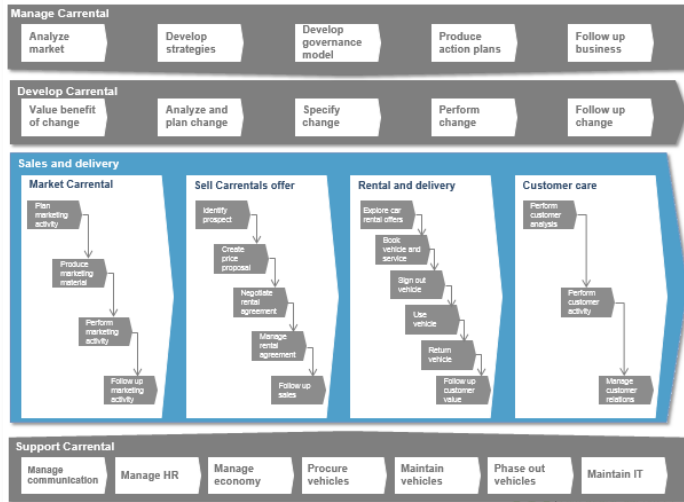 Manage Carrental
Analyze
market
Develop
strategies
Develop
governance
model
Produce
action plans
Follow up
business
Develop Carrental
Value benefit
of change
Analyze and
plan change
Specify
change
Perform
change
Follow up
change
Sales and delivery
Market Carrental
Plan
marketing
activity
Produce
marketing
material
Perform
marketing
activity
Follow up
marketing
activity
Sell Carrentals offer
Identify
prospect
Create
price
proposal
Negotiate
rental
agreement
Manage
rental
agreement
Follow up
sales
Rental and delivery
Explore car
rental offers
Book
vehicle and
service
Sign out
vehicle
Use
vehicle
Return
vehicle
Follow up
customer
value
Customer care
Perform
customer
analysis
Perform
customer
activity
Manage
customer
relations
Support Carrental
Manage
communication
Manage HR
Manage
economy
Procure
vehicles
Maintain
vehicles
Phase out
vehicles
Maintain IT